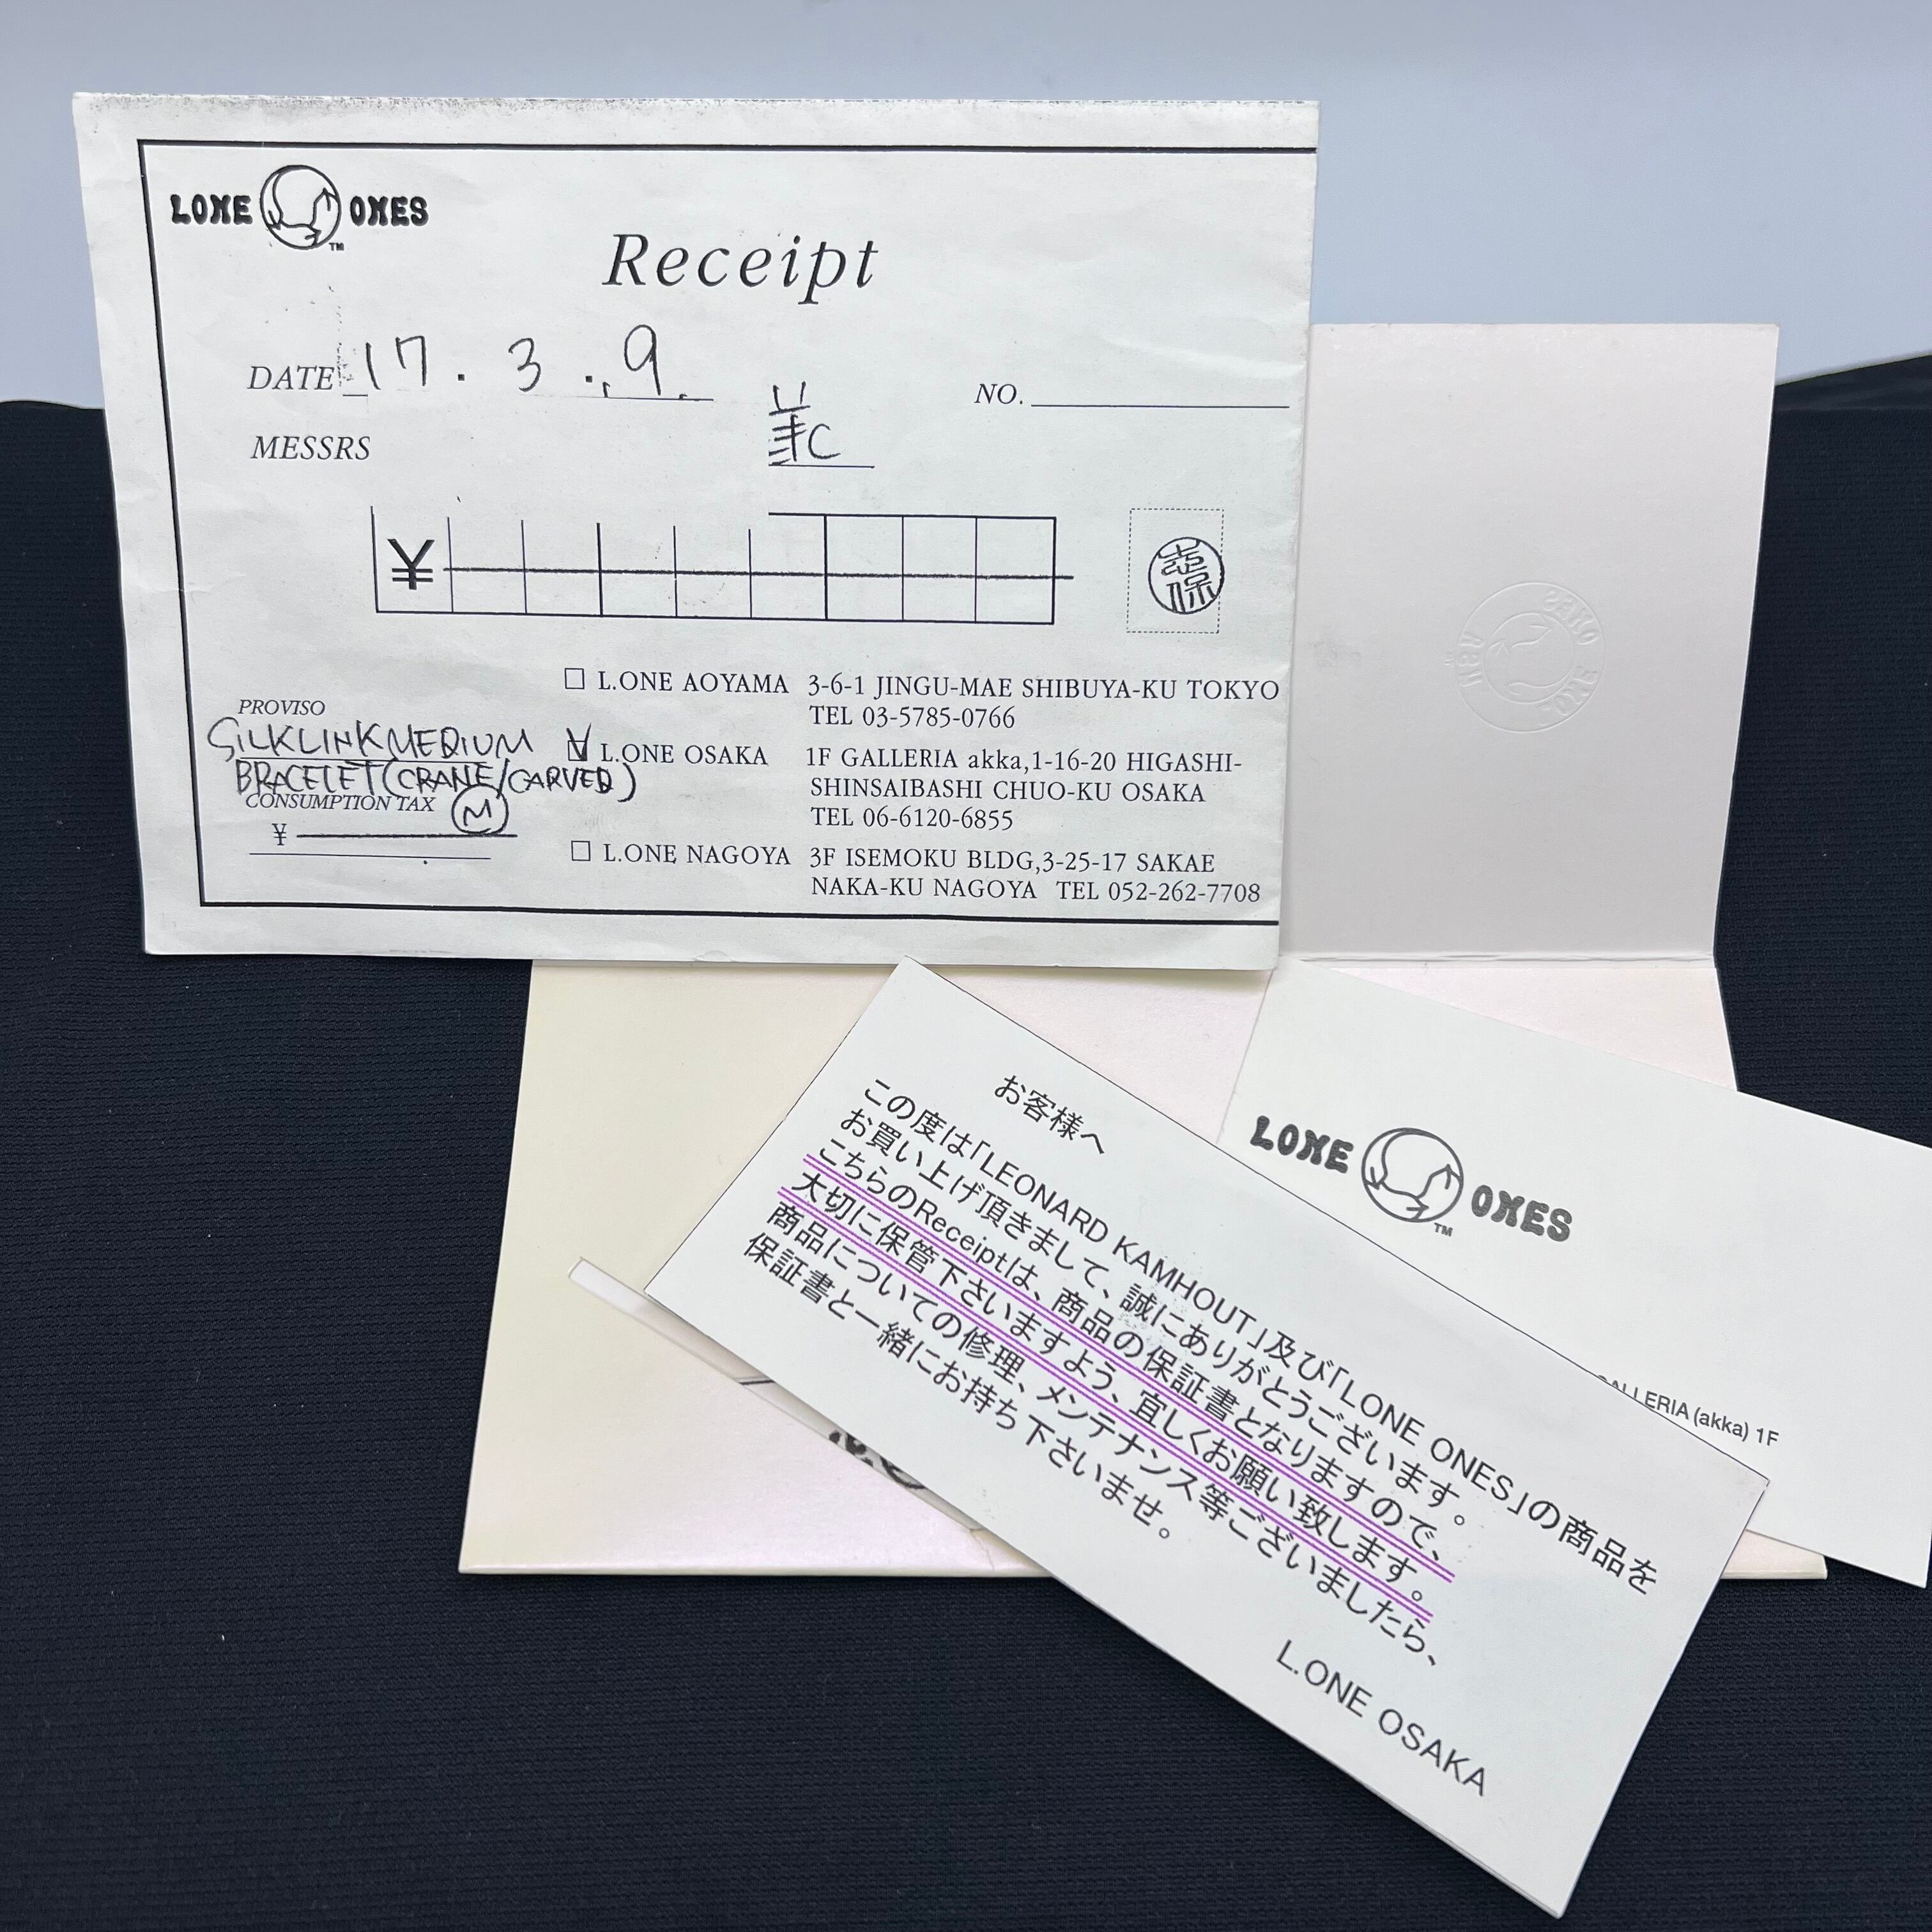 LONE ONES
TM
Receipt
DATE 17. 3. 9.
NO.
MESSRS
¥
志保
□ L.ONE AOYAMA 3-6-1 JINGU-MAE SHIBUYA-KU TOKYO
TEL 03-5785-0766
PROVISO
SILKLINK MEDIUM
BRACELET (CRANE/CARVED)
M
☑ L.ONE OSAKA 1F GALLERIA akka,1-16-20 HIGASHI-
SHINSAIBASHI CHUO-KU OSAKA
TEL 06-6120-6855
CONSUMPTION TAX
¥
□ L.ONE NAGOYA 3F ISEMOKU BLDG,3-25-17 SAKAE
NAKA-KU NAGOYA TEL 052-262-7708
LONE ONES
TM
(akka) 1F
お客様へ
この度は「LEONARD KAMHOUT」及び「LONE ONES」の商品を
お買い上げ頂きまして、誠にありがとうございます。
こちらのReceiptは、商品の保証書となりますので、
大切に保管下さいますよう、宜しくお願い致します。
商品についての修理、メンテナンス等ございましたら、
保証書と一緒にお持ち下さいませ。
L.ONE OSAKA